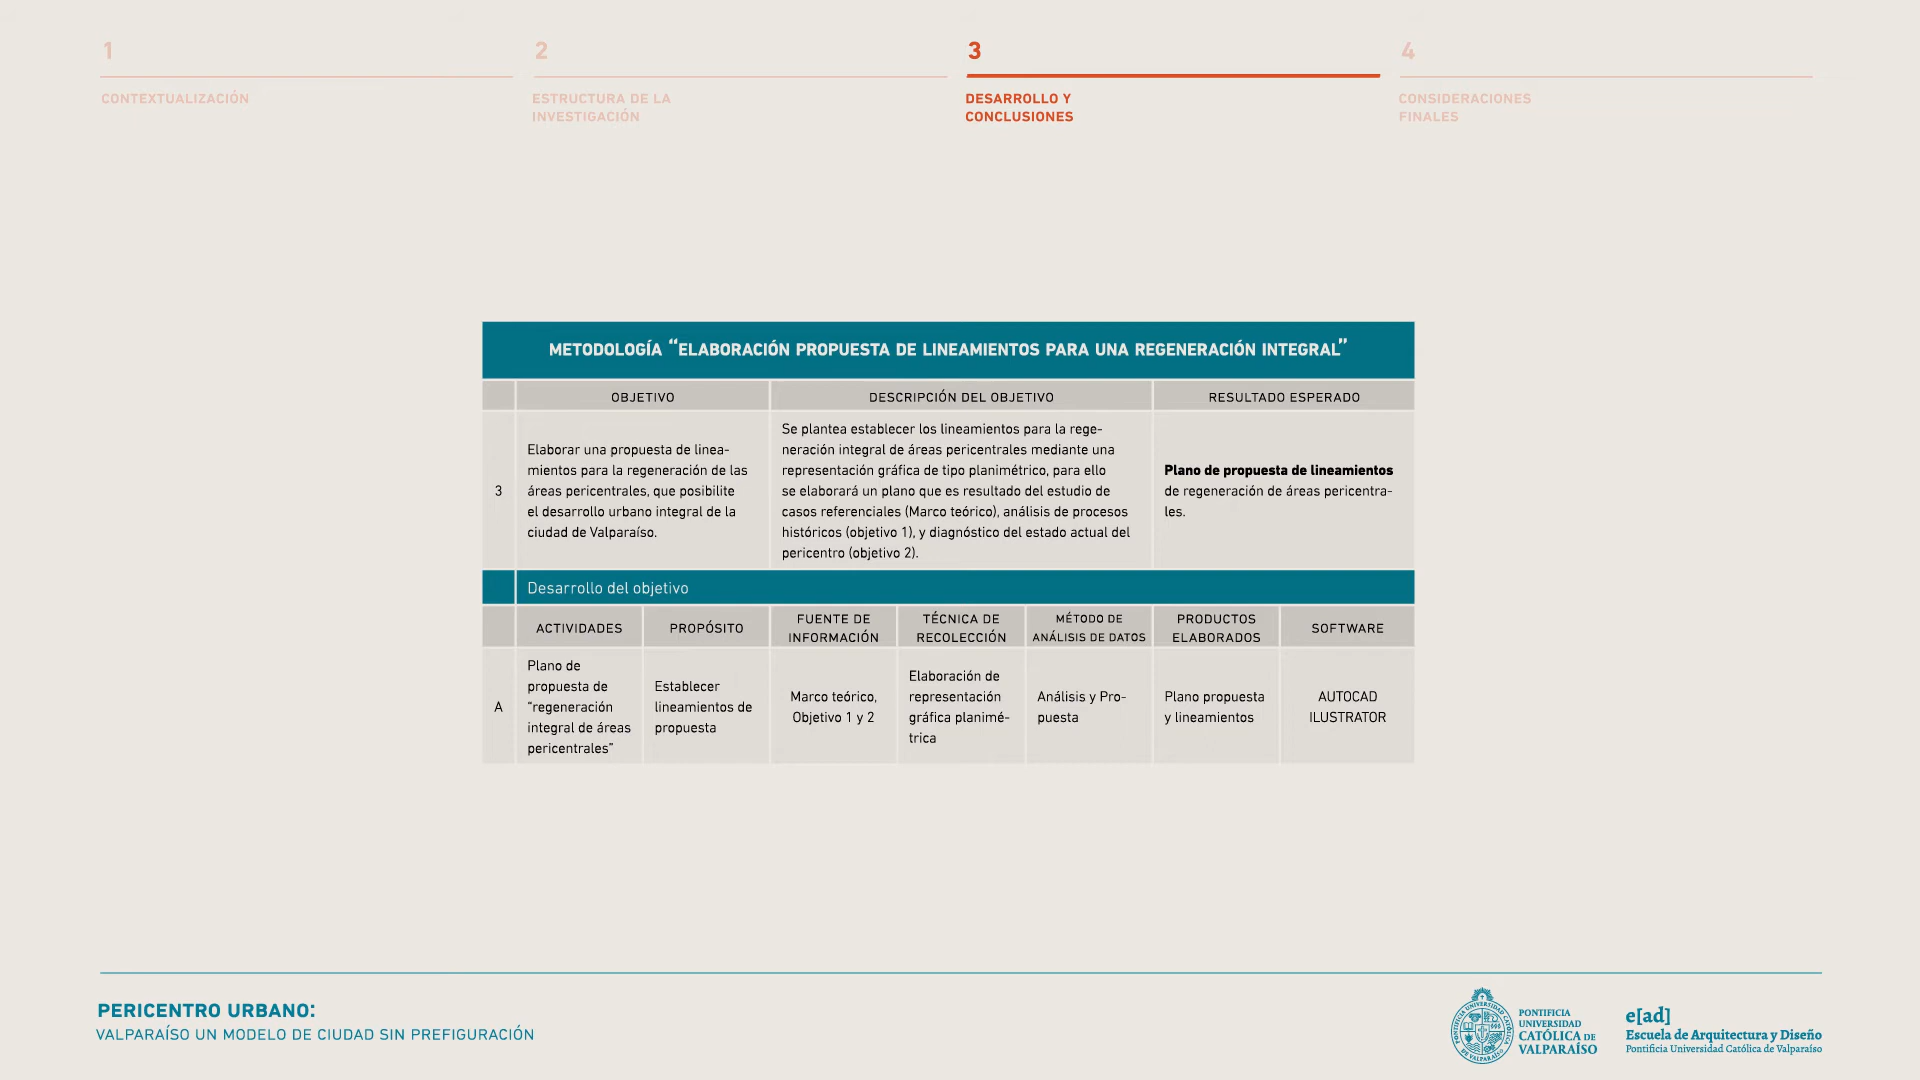 1
CONTEXTUALIZACIÓN
2
ESTRUCTURA DE LA
INVESTIGACIÓN
3
DESARROLLO Y
CONCLUSIONES
4
CONSIDERACIONES
FINALES
METODOLOGÍA “ELABORACIÓN PROPUESTA DE LINEAMIENTOS PARA UNA REGENERACIÓN INTEGRAL”
OBJETIVO
DESCRIPCIÓN DEL OBJETIVO
RESULTADO ESPERADO
3
Elaborar una propuesta de linea-
mientos para la regeneración de las
áreas pericentrales, que posibilite
el desarrollo urbano integral de la
ciudad de Valparaíso.
Se plantea establecer los lineamientos para la rege-
neración integral de áreas pericentrales mediante una
representación gráfica de tipo planimétrico, para ello
se elaborará un plano que es resultado del estudio de
casos referenciales (Marco teórico), análisis de procesos
históricos (objetivo 1), y diagnóstico del estado actual del
pericentro (objetivo 2).
Plano de propuesta de lineamientos
de regeneración de áreas pericentra-
les.
Desarrollo del objetivo
ACTIVIDADES
PROPÓSITO
FUENTE DE
INFORMACIÓN
TÉCNICA DE
RECOLECCIÓN
MÉTODO DE
ANÁLISIS DE DATOS
PRODUCTOS
ELABORADOS
SOFTWARE
A
Plano de
propuesta de
“regeneración
integral de áreas
pericentrales”
Establecer
lineamientos de
propuesta
Marco teórico,
Objetivo 1 y 2
Elaboración de
representación
gráfica planimé-
trica
Análisis y Pro-
puesta
Plano propuesta
y lineamientos
AUTOCAD
ILUSTRATOR
PERICENTRO URBANO:
VALPARAÍSO UN MODELO DE CIUDAD SIN PREFIGURACIÓN
PONTIFICIA
UNIVERSIDAD
CATÓLICA DE
VALPARAÍSO
e[ad]
Escuela de Arquitectura y Diseño
Pontificia Universidad Católica de Valparaíso